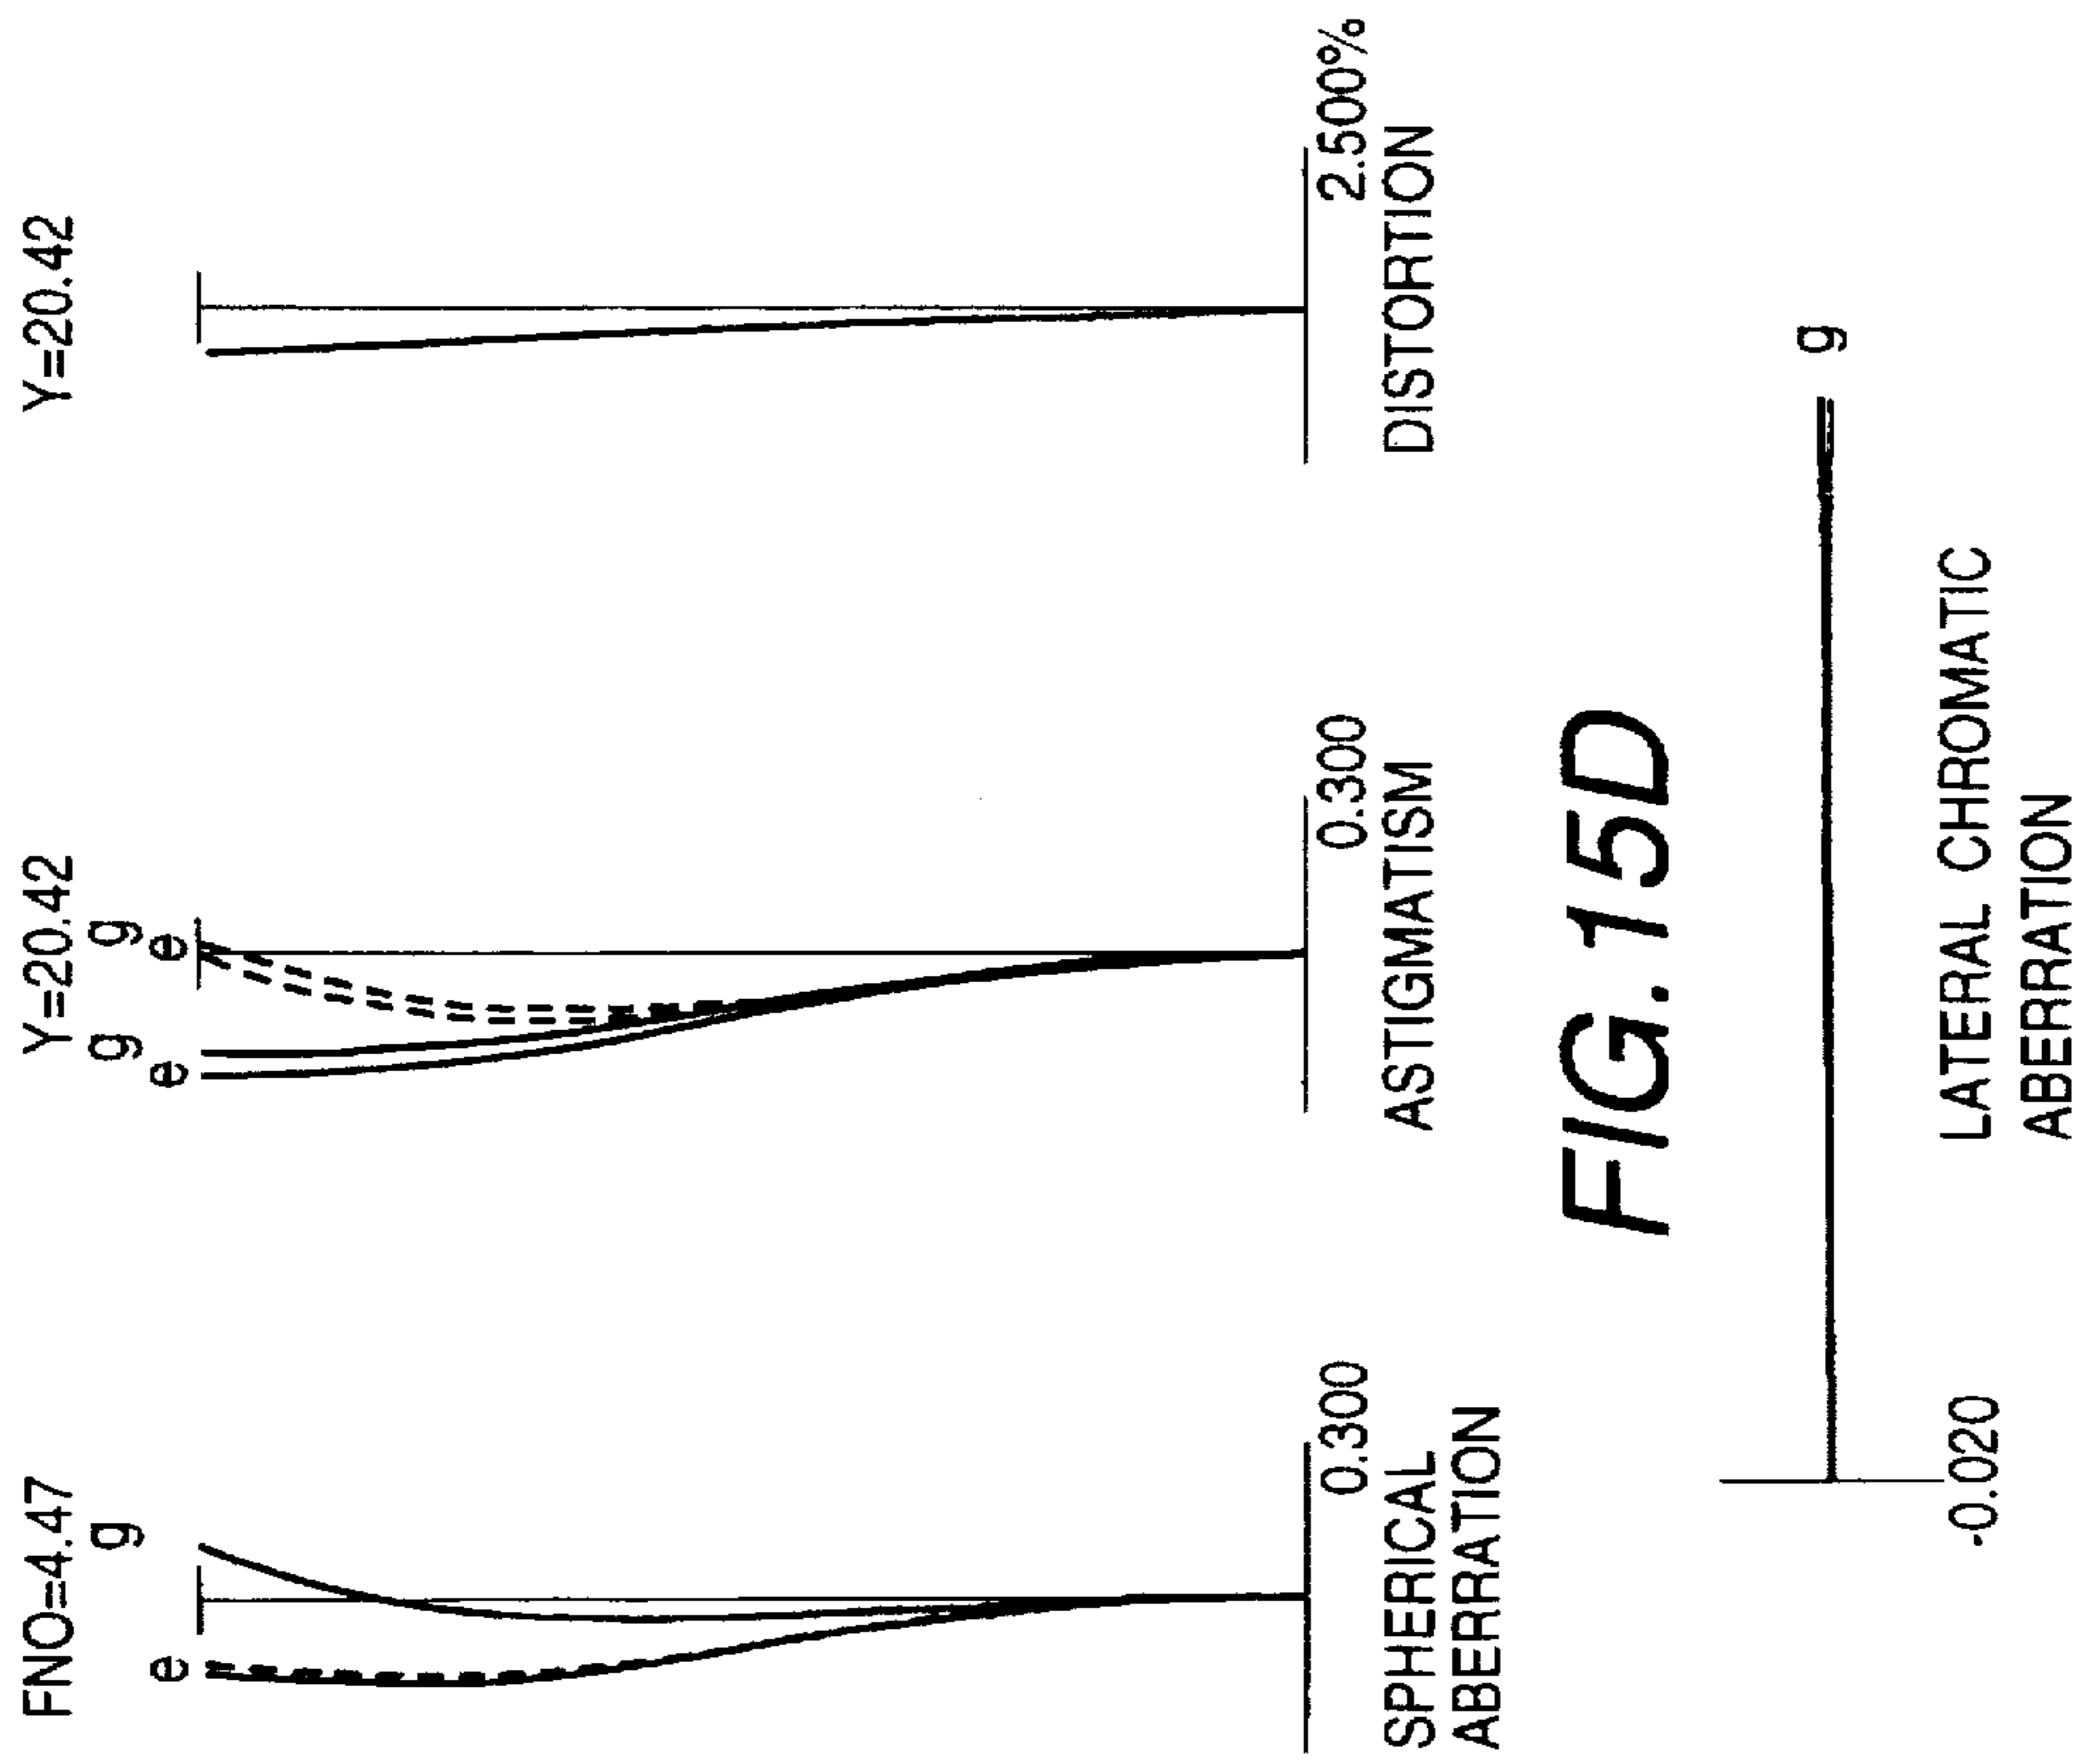 FNO=4.47
g
e
0.300
SPHERICAL
ABERRATION
Y=20.42
g
g
e
e
0.300
ASTIGMATISM
Y=20.42
2.500%
DISTORTION
FIG. 15D
g
-0.020
LATERAL CHROMATIC
ABERRATION